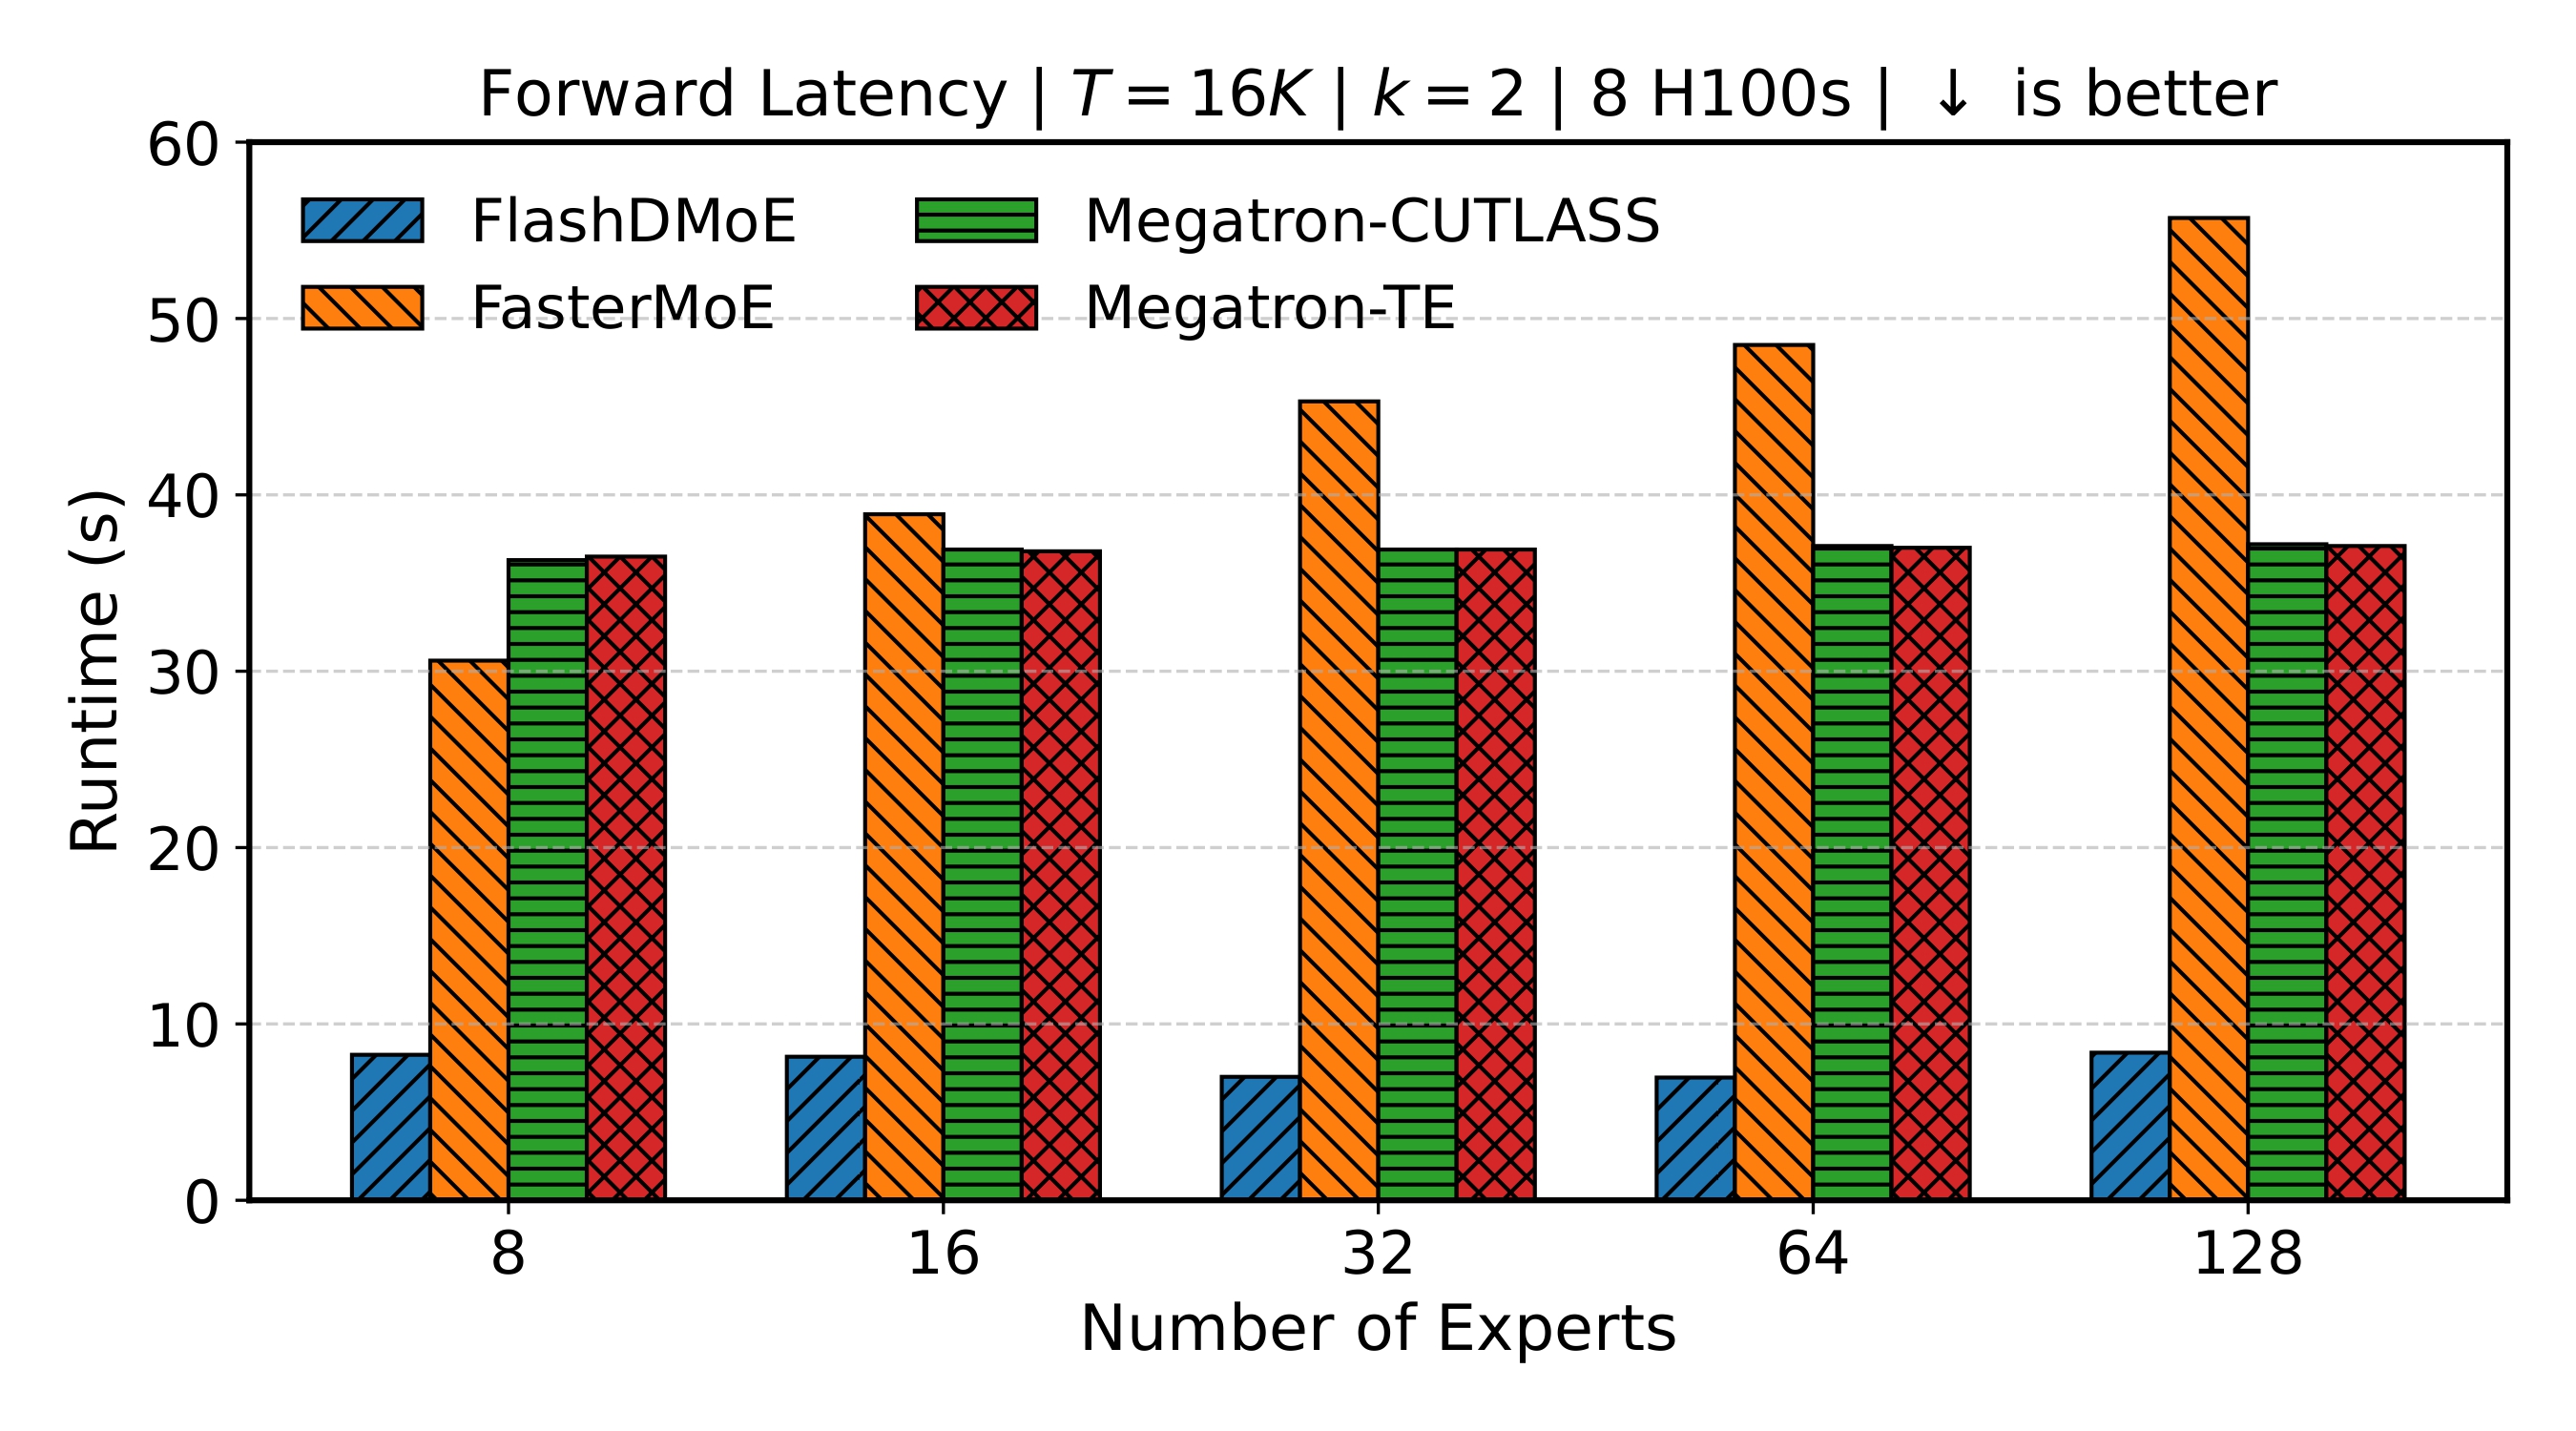 Forward Latency | T = 16K | k = 2 | 8 H100s | ↓ is better
60
50
40
30
20
10
0
Runtime (s)
FlashDMoE
FasterMoE
Megatron-CUTLASS
Megatron-TE
8 16 32 64 128
Number of Experts